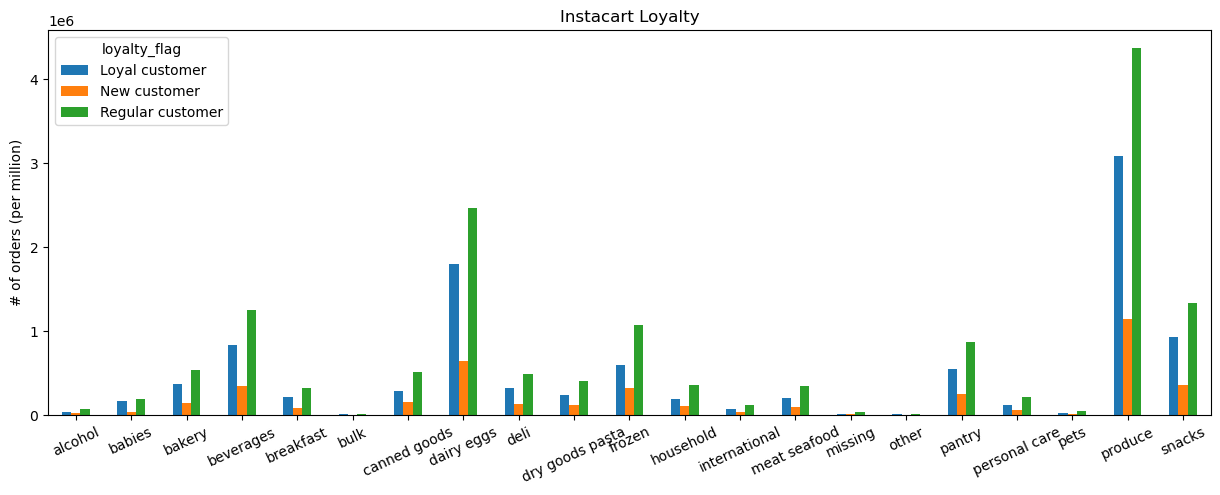 Instacart Loyalty
1e6
loyalty_flag
Loyal customer
New customer
Regular customer
# of orders (per million)
4
3
2
1
0
alcohol
babies
bakery
beverages
breakfast
bulk
canned goods
dairy eggs
deli
dry goods pasta
frozen
household
international
meat seafood
missing
other
pantry
personal care
pets
produce
snacks